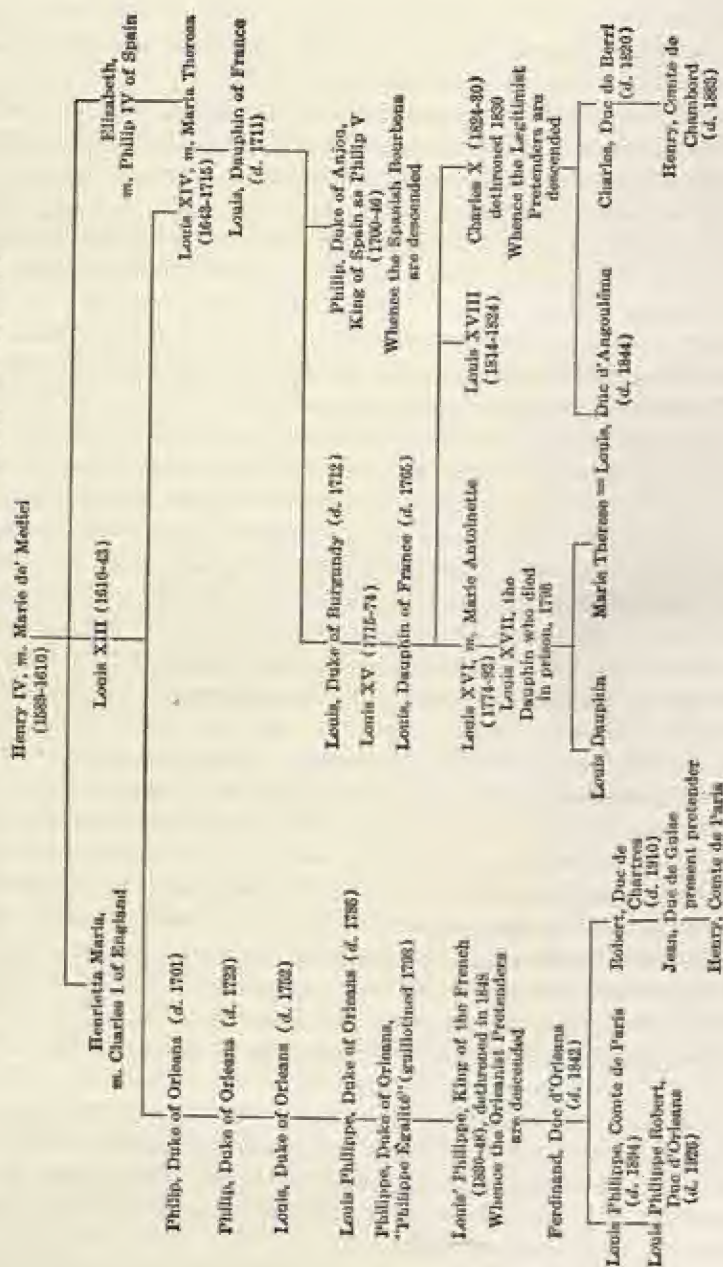 Henry IV, m. Marie de' Medici
(1589-1610)
Henrietta Maria,
m. Charles I of England
Louis XIII (1610-43)
Elizabeth,
m. Philip IV of Spain
Philip, Duke of Orleans (d. 1701)
Philip, Duke of Orleans (d. 1723)
Louis, Duke of Orleans (d. 1752)
Louis Philippe, Duke of Orleans (d. 1785)
Philippe, Duke of Orleans,
"Philippe Égalité" (guillotined 1793)
Louis' Philippe, King of the French
(1830-48), dethroned in 1848
Whence the Orleanist Pretenders
are descended
Ferdinand, Duc d'Orleans
(d. 1842)
Louis Philippe, Comte de Paris
(d. 1894)
Louis Philippe Robert,
Duc d'Orleans
(d. 1926)
Robert, Duc de
Chartres
(d. 1910)
Jean, Duc de Guise
present pretender
Henry, Comte de Paris
Louis XIV, m. Maria Theresa
(1643-1715)
Louis, Dauphin of France
(d. 1711)
Louis, Duke of Burgundy (d. 1712)
Louis XV (1715-74)
Louis, Dauphin of France (d. 1765)
Philip, Duke of Anjou,
King of Spain as Philip V
(1700-46)
Whence the Spanish Bourbons
are descended
Louis XVI, m. Marie Antoinette
(1774-92)
Louis XVII, the
Dauphin who died
in prison, 1795
Louis XVIII
(1814-1824)
Charles X (1824-30)
dethroned 1830
Whence the Legitimist
Pretenders are
descended
Louis Dauphin
Marie Therese = Louis, Duc d'Angoulême
(d. 1844)
Charles, Duc de Berri
(d. 1820)
Henry, Comte de
Chambord
(d. 1883)